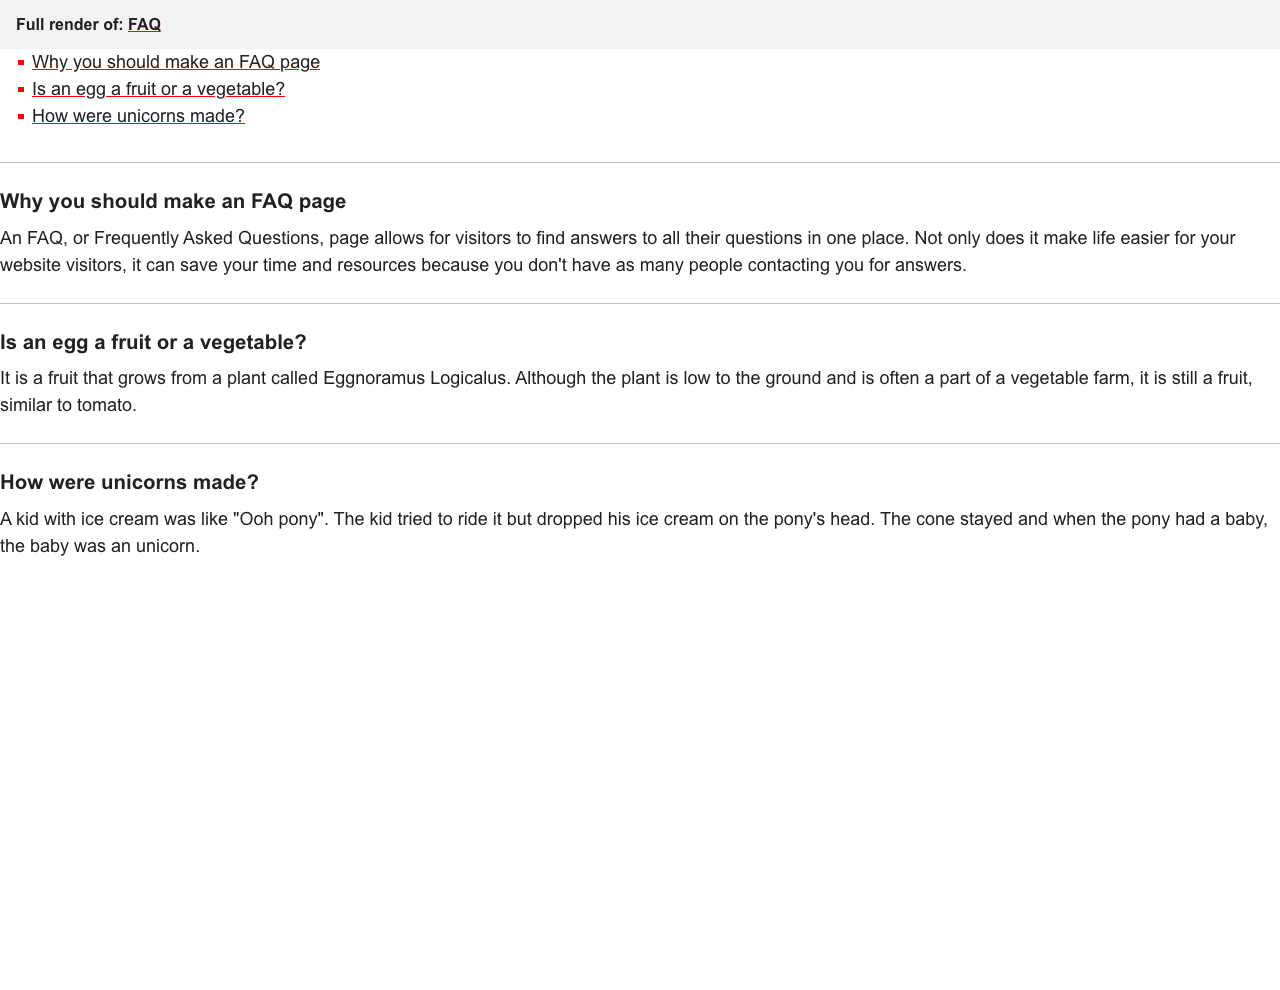 Full render of: FAQ
Why you should make an FAQ page
Is an egg a fruit or a vegetable?
How were unicorns made?
Why you should make an FAQ page
An FAQ, or Frequently Asked Questions, page allows for visitors to find answers to all their questions in one place. Not only does it make life easier for your
website visitors, it can save your time and resources because you don't have as many people contacting you for answers.
Is an egg a fruit or a vegetable?
It is a fruit that grows from a plant called Eggnoramus Logicalus. Although the plant is low to the ground and is often a part of a vegetable farm, it is still a fruit,
similar to tomato.
How were unicorns made?
A kid with ice cream was like "Ooh pony". The kid tried to ride it but dropped his ice cream on the pony's head. The cone stayed and when the pony had a baby,
the baby was an unicorn.